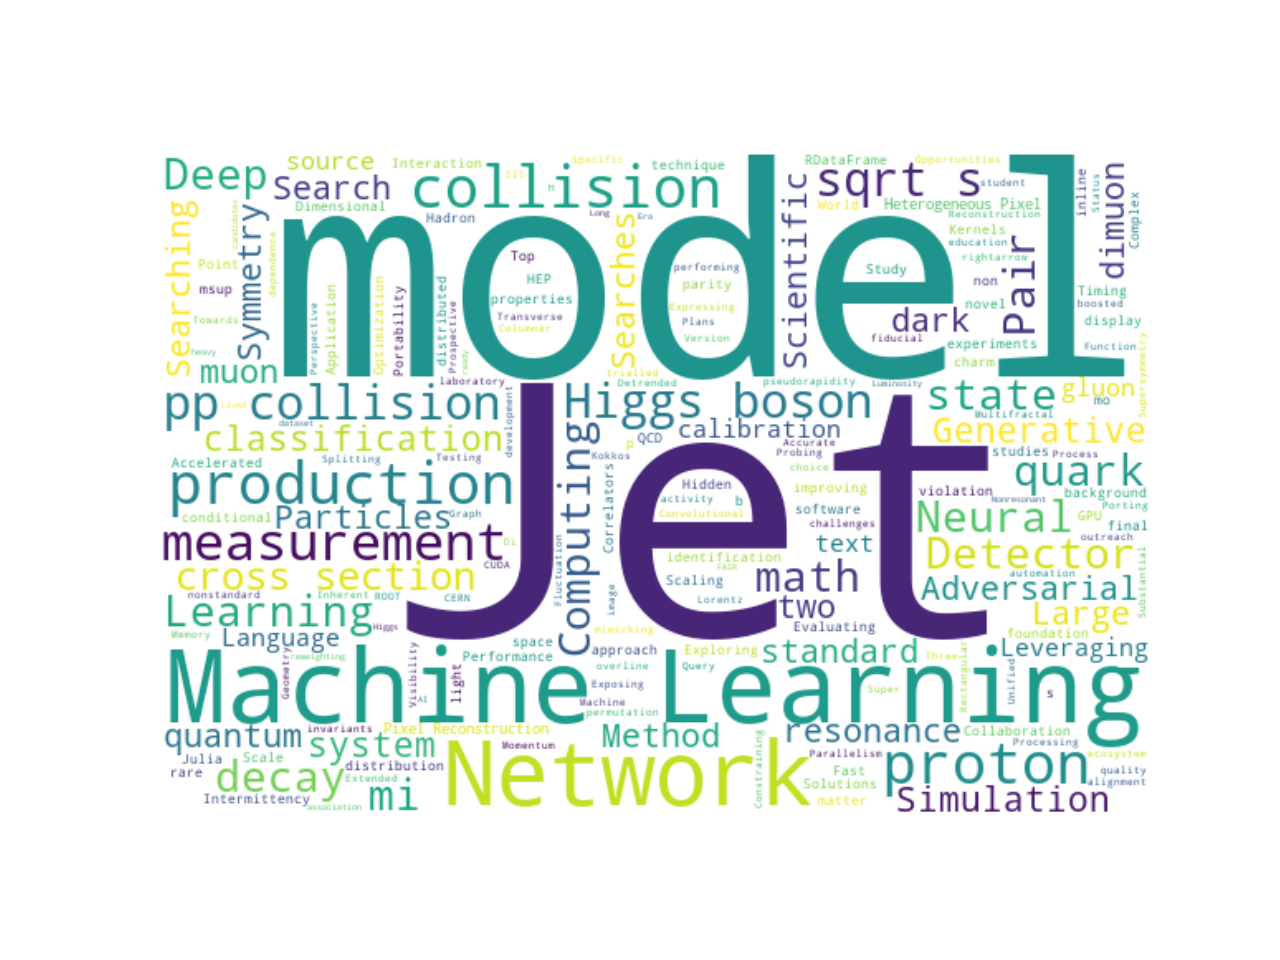 Deep
source
Interaction
III
Specific
H
technique
RDataFrame
Opportunities
Search
collision
sqrt s
student
inline
Status
Complex
dimuon
Searching
candidates
dependence
Symmetry
Dimensional
Hadron
Long
Era
Searches
Scientific
World
Heterogeneous Pixel
Reconstruction
Kernels
education
rightarrow
Pair
model
Point
msup
Towards
heavy
muon
Perspective
Application
Optimization
Portability
distributed
Prospective
ready
Top
HEP
properties
Transverse
Columnar
performing
parity
Expressing
Plans
Version
Study
dark
fiducial
non
novel
experiments
charm
Timing
boosted
display
Function
Supersymmetry
trialled
Detrended
laboratory
pseudorapidity
Luminosity
pp collision
Lived
dataset
development
Higgs boson
state
gluon
mo
Multifractal
classification
calibration
p
QCD
Generative
Accelerated
Splitting
Testing
Computing
Kokkos
Accurate
Probing
choice
studies
Process
production
Jet
Hidden
activity
b
Convolutional
improving
software
challenges
quark
background
Porting
Nonresonant
violation
conditional
Particles
Graph
Correlators
Neural
GPU
final
outreach
measurement
Di
CUDA
Fluctuation
identification
FAIR
text
Detector
automation
Substantial
cross section
nonstandard
Inherent
ROOT
CERN
image
Scaling
Lorentz
math
two
Adversarial
Learning
Higgs
Evaluating
Large
foundation
Memory
Language
mimicking
space
Performance
approach
Exploring
standard
Three
Leveraging
reweighting
Geometry
Visibility
AI
light
overline
Query
Exposing
Machine
permutation
Super
Rectangular
Unified
s
Machine Learning
quantum
invariants
Pixel Reconstruction
Method
resonance
Collaboration
Processing
ecosystem
system
Momentum
Constraining
Parallelism
Julia
Scale
distribution
Network
Fast
Solutions
proton
quality
alignment
rare
decay
Extended
mi
matter
Simulation
Intermittency
association